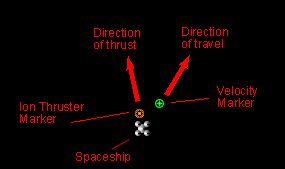 Direction
of thrust
Direction
of travel
Velocity
Marker
Ion Thruster
Marker
Spaceship